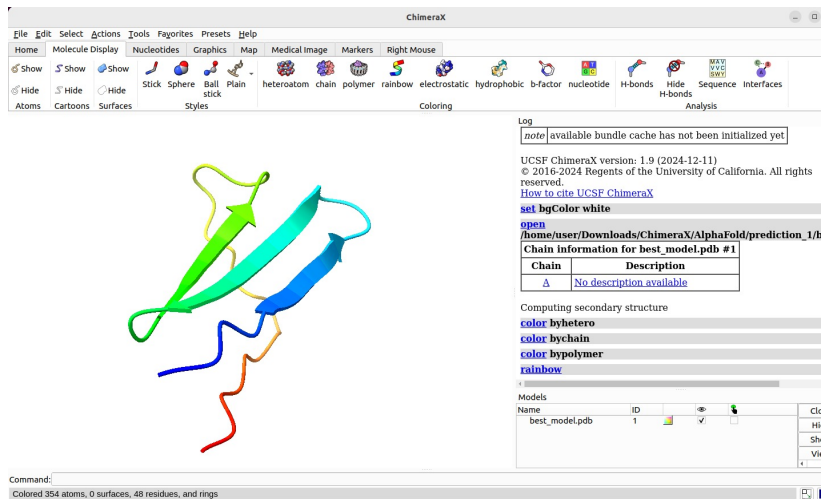 ChimeraX
File Edit Select Actions Tools Favorites Presets Help
Home Molecule Display Nucleotides Graphics Map Medical Image Markers Right Mouse
Show Show Show
Hide Hide Hide
Atoms Cartoons Surfaces
Stick Sphere Ball stick Plain
Styles
heteroatom chain polymer rainbow electrostatic hydrophobic b-factor nucleotide
Coloring
H-bonds Hide H-bonds Sequence Interfaces
Analysis
Log
note available bundle cache has not been initialized yet
UCSF ChimeraX version: 1.9 (2024-12-11)
© 2016-2024 Regents of the University of California. All rights
reserved.
How to cite UCSF ChimeraX
set bgColor white
open
/home/user/Downloads/ChimeraX/AlphaFold/prediction_1/b
Chain information for best_model.pdb #1
Chain Description
A No description available
Computing secondary structure
color byhetero
color bychain
color bypolymer
rainbow
Models
Name ID
best_model.pdb 1
Clo
Hi
Sh
Vie
Command:
Colored 354 atoms, 0 surfaces, 48 residues, and rings